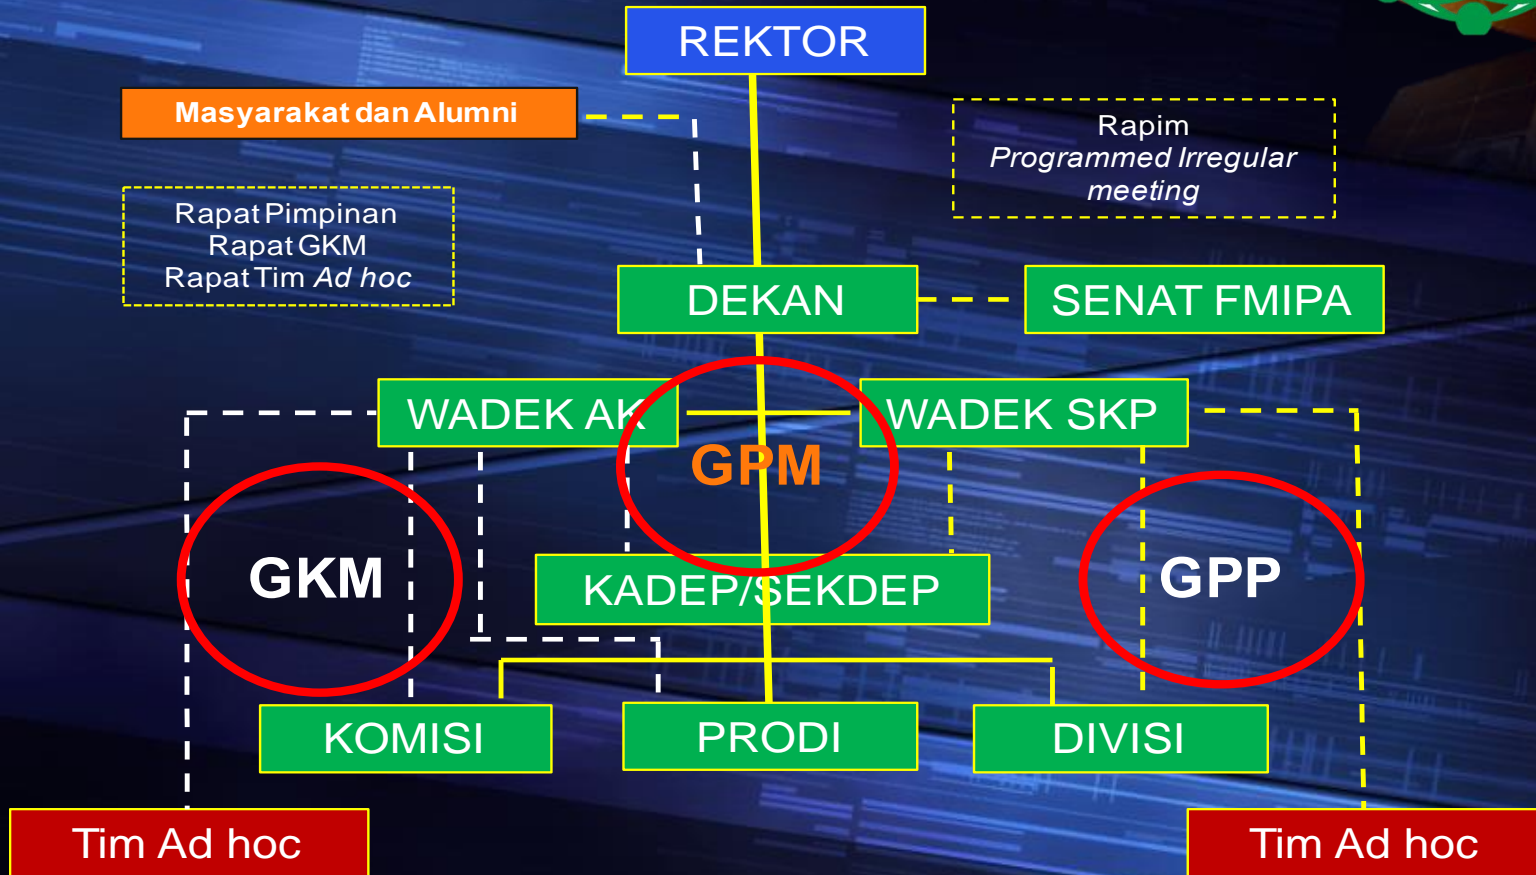 REKTOR
Masyarakat dan Alumni
Rapim
Programmed Irregular
meeting
Rapat Pimpinan
Rapat GKM
Rapat Tim Ad hoc
DEKAN
SENAT FMIPA
WADEK AK
WADEK SKP
GPM
GKM
KADEP/SEKDEP
GPP
KOMISI
PRODI
DIVISI
Tim Ad hoc
Tim Ad hoc